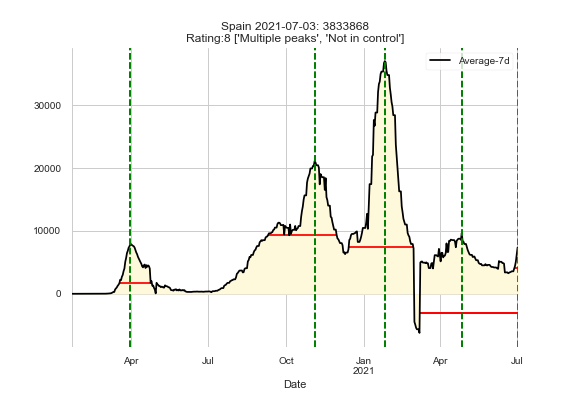 Spain 2021-07-03: 3833868
Rating:8 ['Multiple peaks', 'Not in control']
Average-7d
30000
20000
10000
0
Apr
Jul
Oct
Jan
2021
Apr
Jul
Date